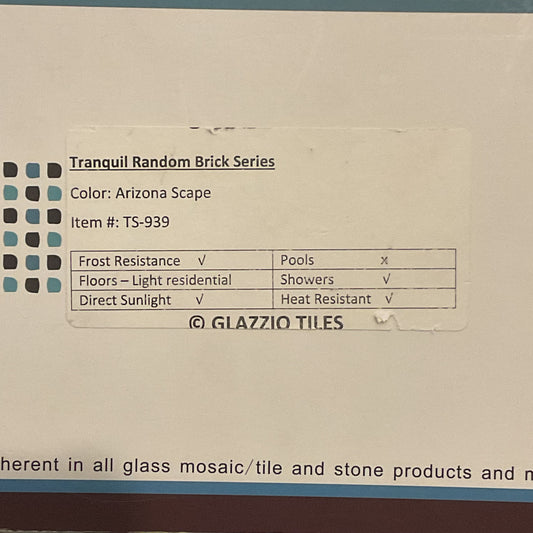 Tranquil Random Brick Series
Color: Arizona Scape
Item #: TS-939
Frost Resistance √ Pools x
Floors – Light residential Showers √
Direct Sunlight √ Heat Resistant √
© GLAZZIO TILES
herent in all glass mosaic/tile and stone products and